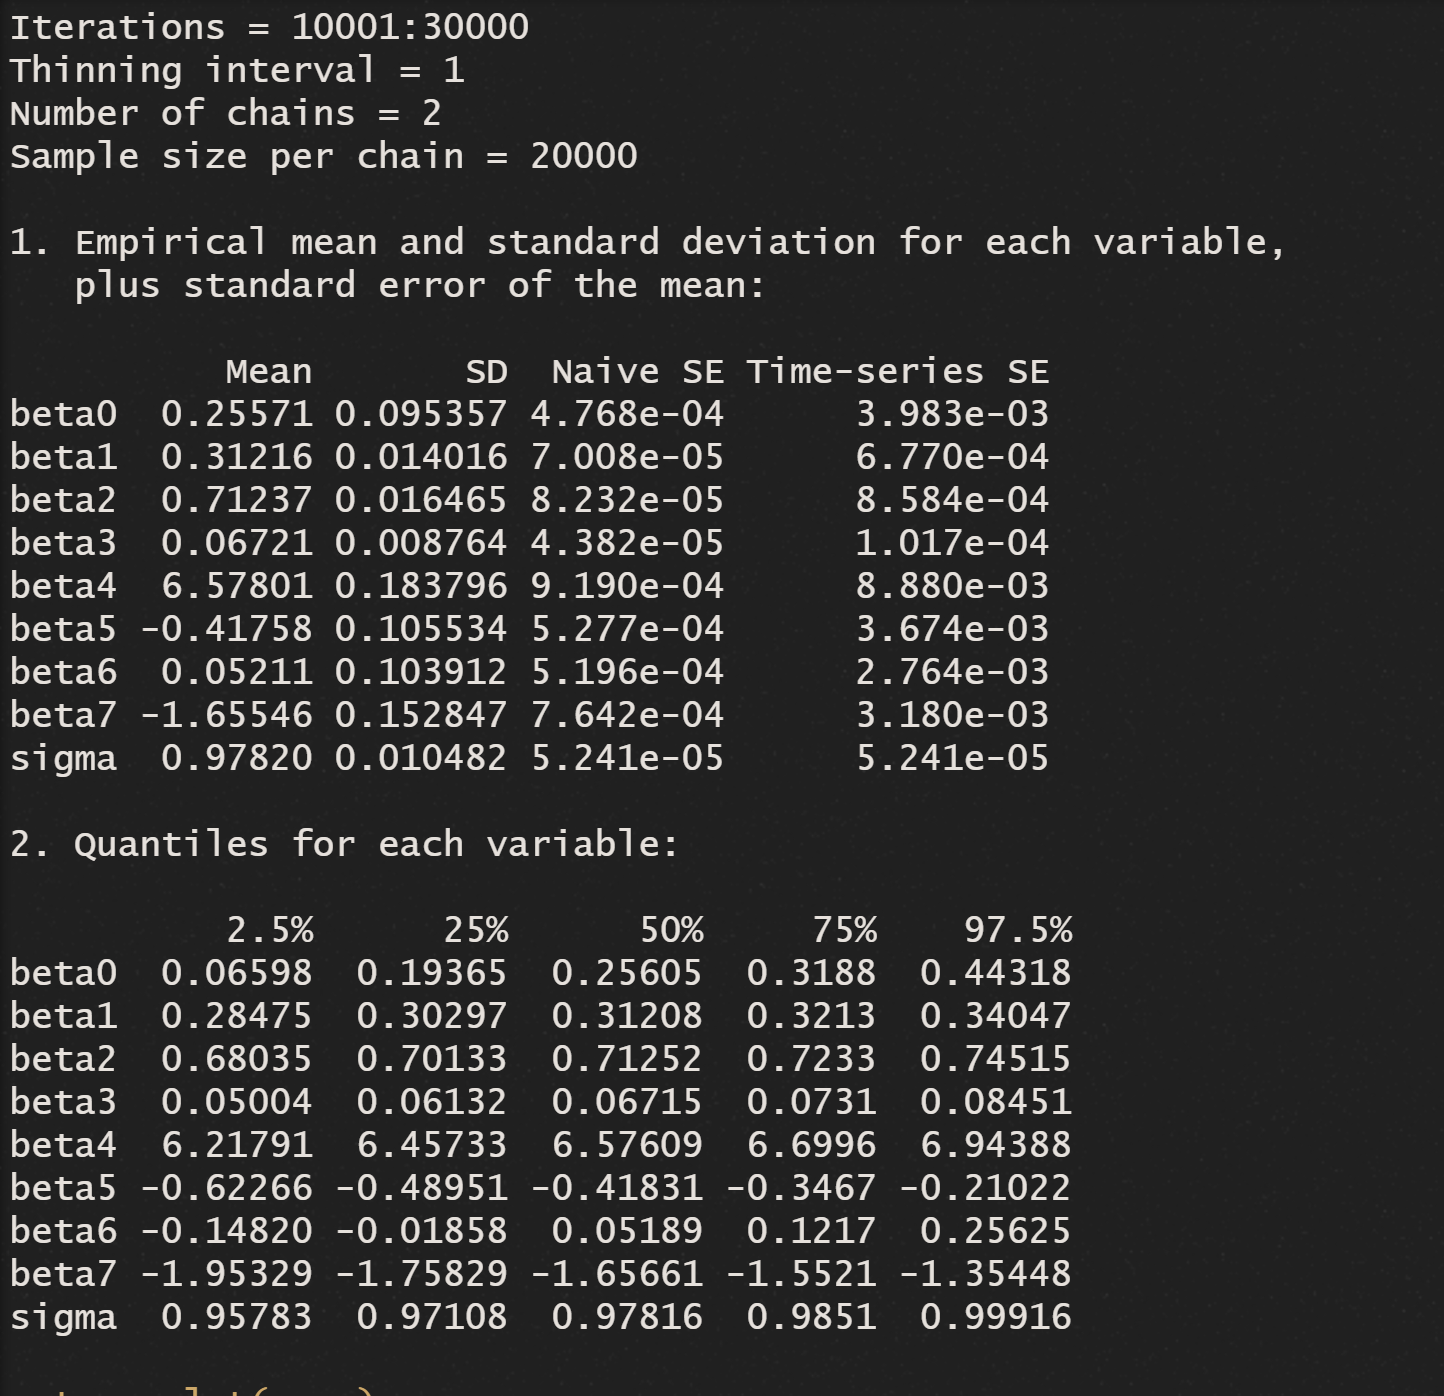 Iterations = 10001:30000
Thinning interval = 1
Number of chains = 2
Sample size per chain = 20000

1. Empirical mean and standard deviation for each variable,
   plus standard error of the mean:

          Mean       SD  Naive SE Time-series SE
beta0  0.25571 0.095357 4.768e-04      3.983e-03
beta1  0.31216 0.014016 7.008e-05      6.770e-04
beta2  0.71237 0.016465 8.232e-05      8.584e-04
beta3  0.06721 0.008764 4.382e-05      1.017e-04
beta4  6.57801 0.183796 9.190e-04      8.880e-03
beta5 -0.41758 0.105534 5.277e-04      3.674e-03
beta6  0.05211 0.103912 5.196e-04      2.764e-03
beta7 -1.65546 0.152847 7.642e-04      3.180e-03
sigma  0.97820 0.010482 5.241e-05      5.241e-05

2. Quantiles for each variable:

          2.5%      25%      50%     75%    97.5%
beta0  0.06598  0.19365  0.25605  0.3188  0.44318
beta1  0.28475  0.30297  0.31208  0.3213  0.34047
beta2  0.68035  0.70133  0.71252  0.7233  0.74515
beta3  0.05004  0.06132  0.06715  0.0731  0.08451
beta4  6.21791  6.45733  6.57609  6.6996  6.94388
beta5 -0.62266 -0.48951 -0.41831 -0.3467 -0.21022
beta6 -0.14820 -0.01858  0.05189  0.1217  0.25625
beta7 -1.95329 -1.75829 -1.65661 -1.5521 -1.35448
sigma  0.95783  0.97108  0.97816  0.9851  0.99916